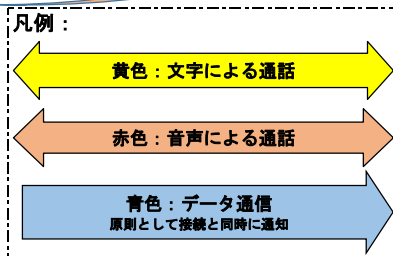 凡例：
黄色：文字による通話
赤色：音声による通話
青色：データ通信
原則として接続と同時に通知